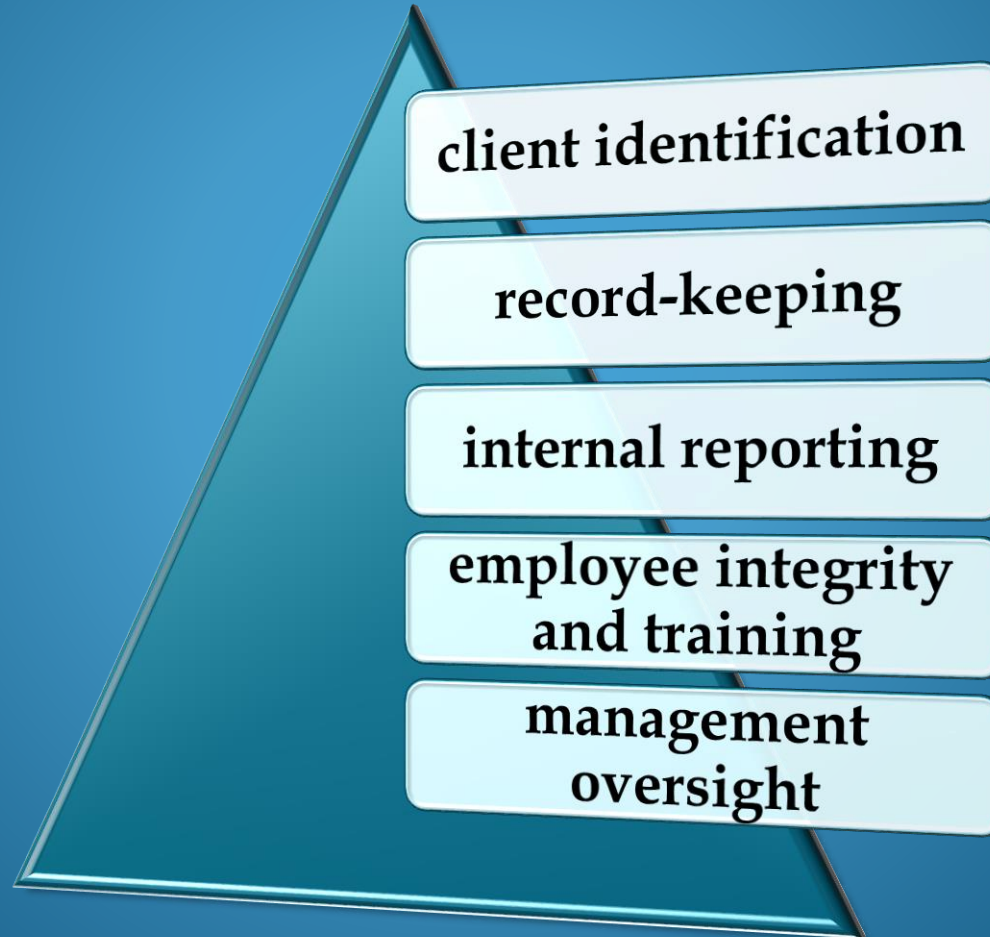 client identification
record-keeping
internal reporting
employee integrity
and training
management
oversight